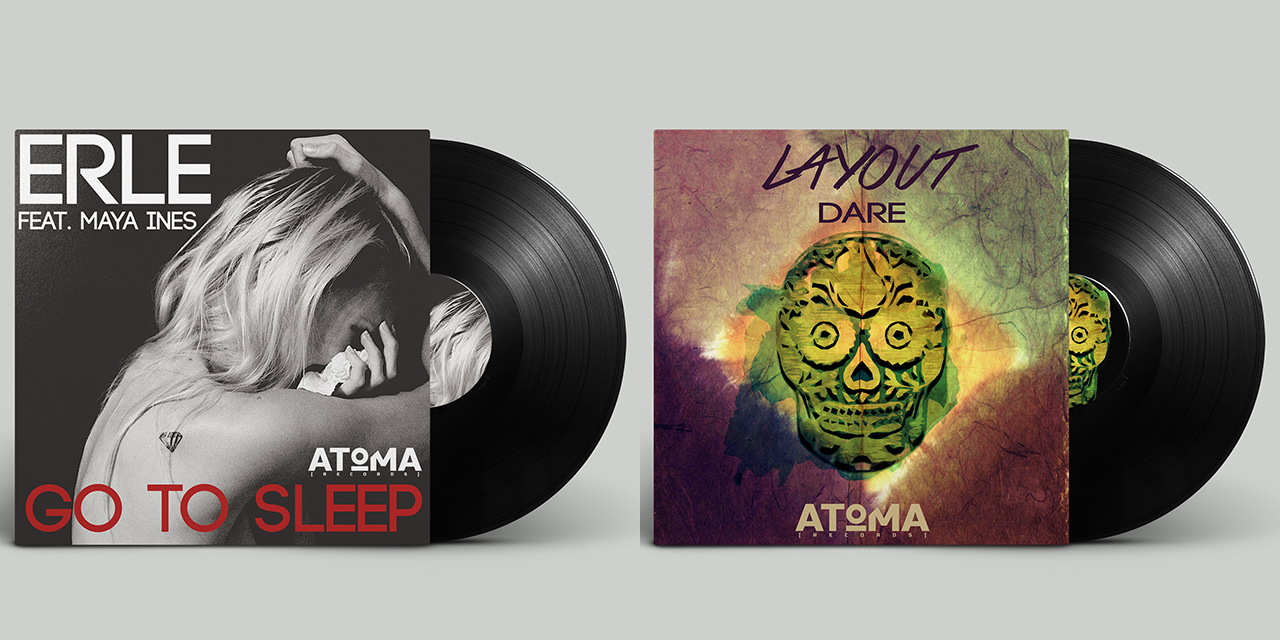 ERLE
FEAT. MAYA INES
ATOMA
[RECORDS]
GO TO SLEEP
LAYOUT
DARE
ATOMA
[RECORDS]